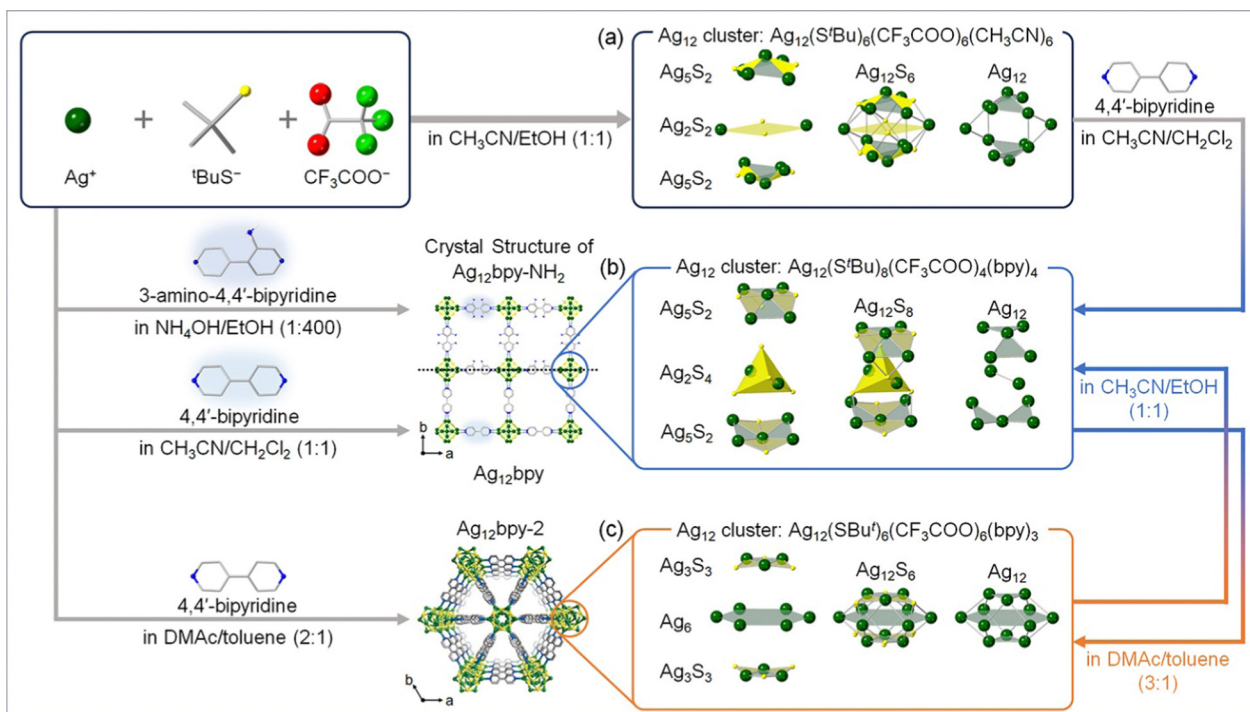 (a)
Ag₁₂ cluster: Ag₁₂(SᵗBu)₆(CF₃COO)₆(CH₃CN)₆
Ag⁺
+
ᵗBuS⁻
+
CF₃COO⁻
in CH₃CN/EtOH (1:1)
Ag₅S₂
Ag₂S₂
Ag₅S₂
Ag₁₂S₆
Ag₁₂
4,4′-bipyridine
in CH₃CN/CH₂Cl₂
3-amino-4,4′-bipyridine
in NH₄OH/EtOH (1:400)
4,4′-bipyridine
in CH₃CN/CH₂Cl₂ (1:1)
Crystal Structure of
Ag₁₂bpy-NH₂
b
a
Ag₁₂bpy
(b)
Ag₁₂ cluster: Ag₁₂(SᵗBu)₈(CF₃COO)₄(bpy)₄
Ag₅S₂
Ag₂S₄
Ag₅S₂
Ag₁₂S₈
Ag₁₂
in CH₃CN/EtOH
(1:1)
4,4′-bipyridine
in DMAc/toluene (2:1)
Ag₁₂bpy-2
b
a
(c)
Ag₁₂ cluster: Ag₁₂(SBuᵗ)₆(CF₃COO)₆(bpy)₃
Ag₃S₃
Ag₆
Ag₃S₃
Ag₁₂S₆
Ag₁₂
in DMAc/toluene
(3:1)